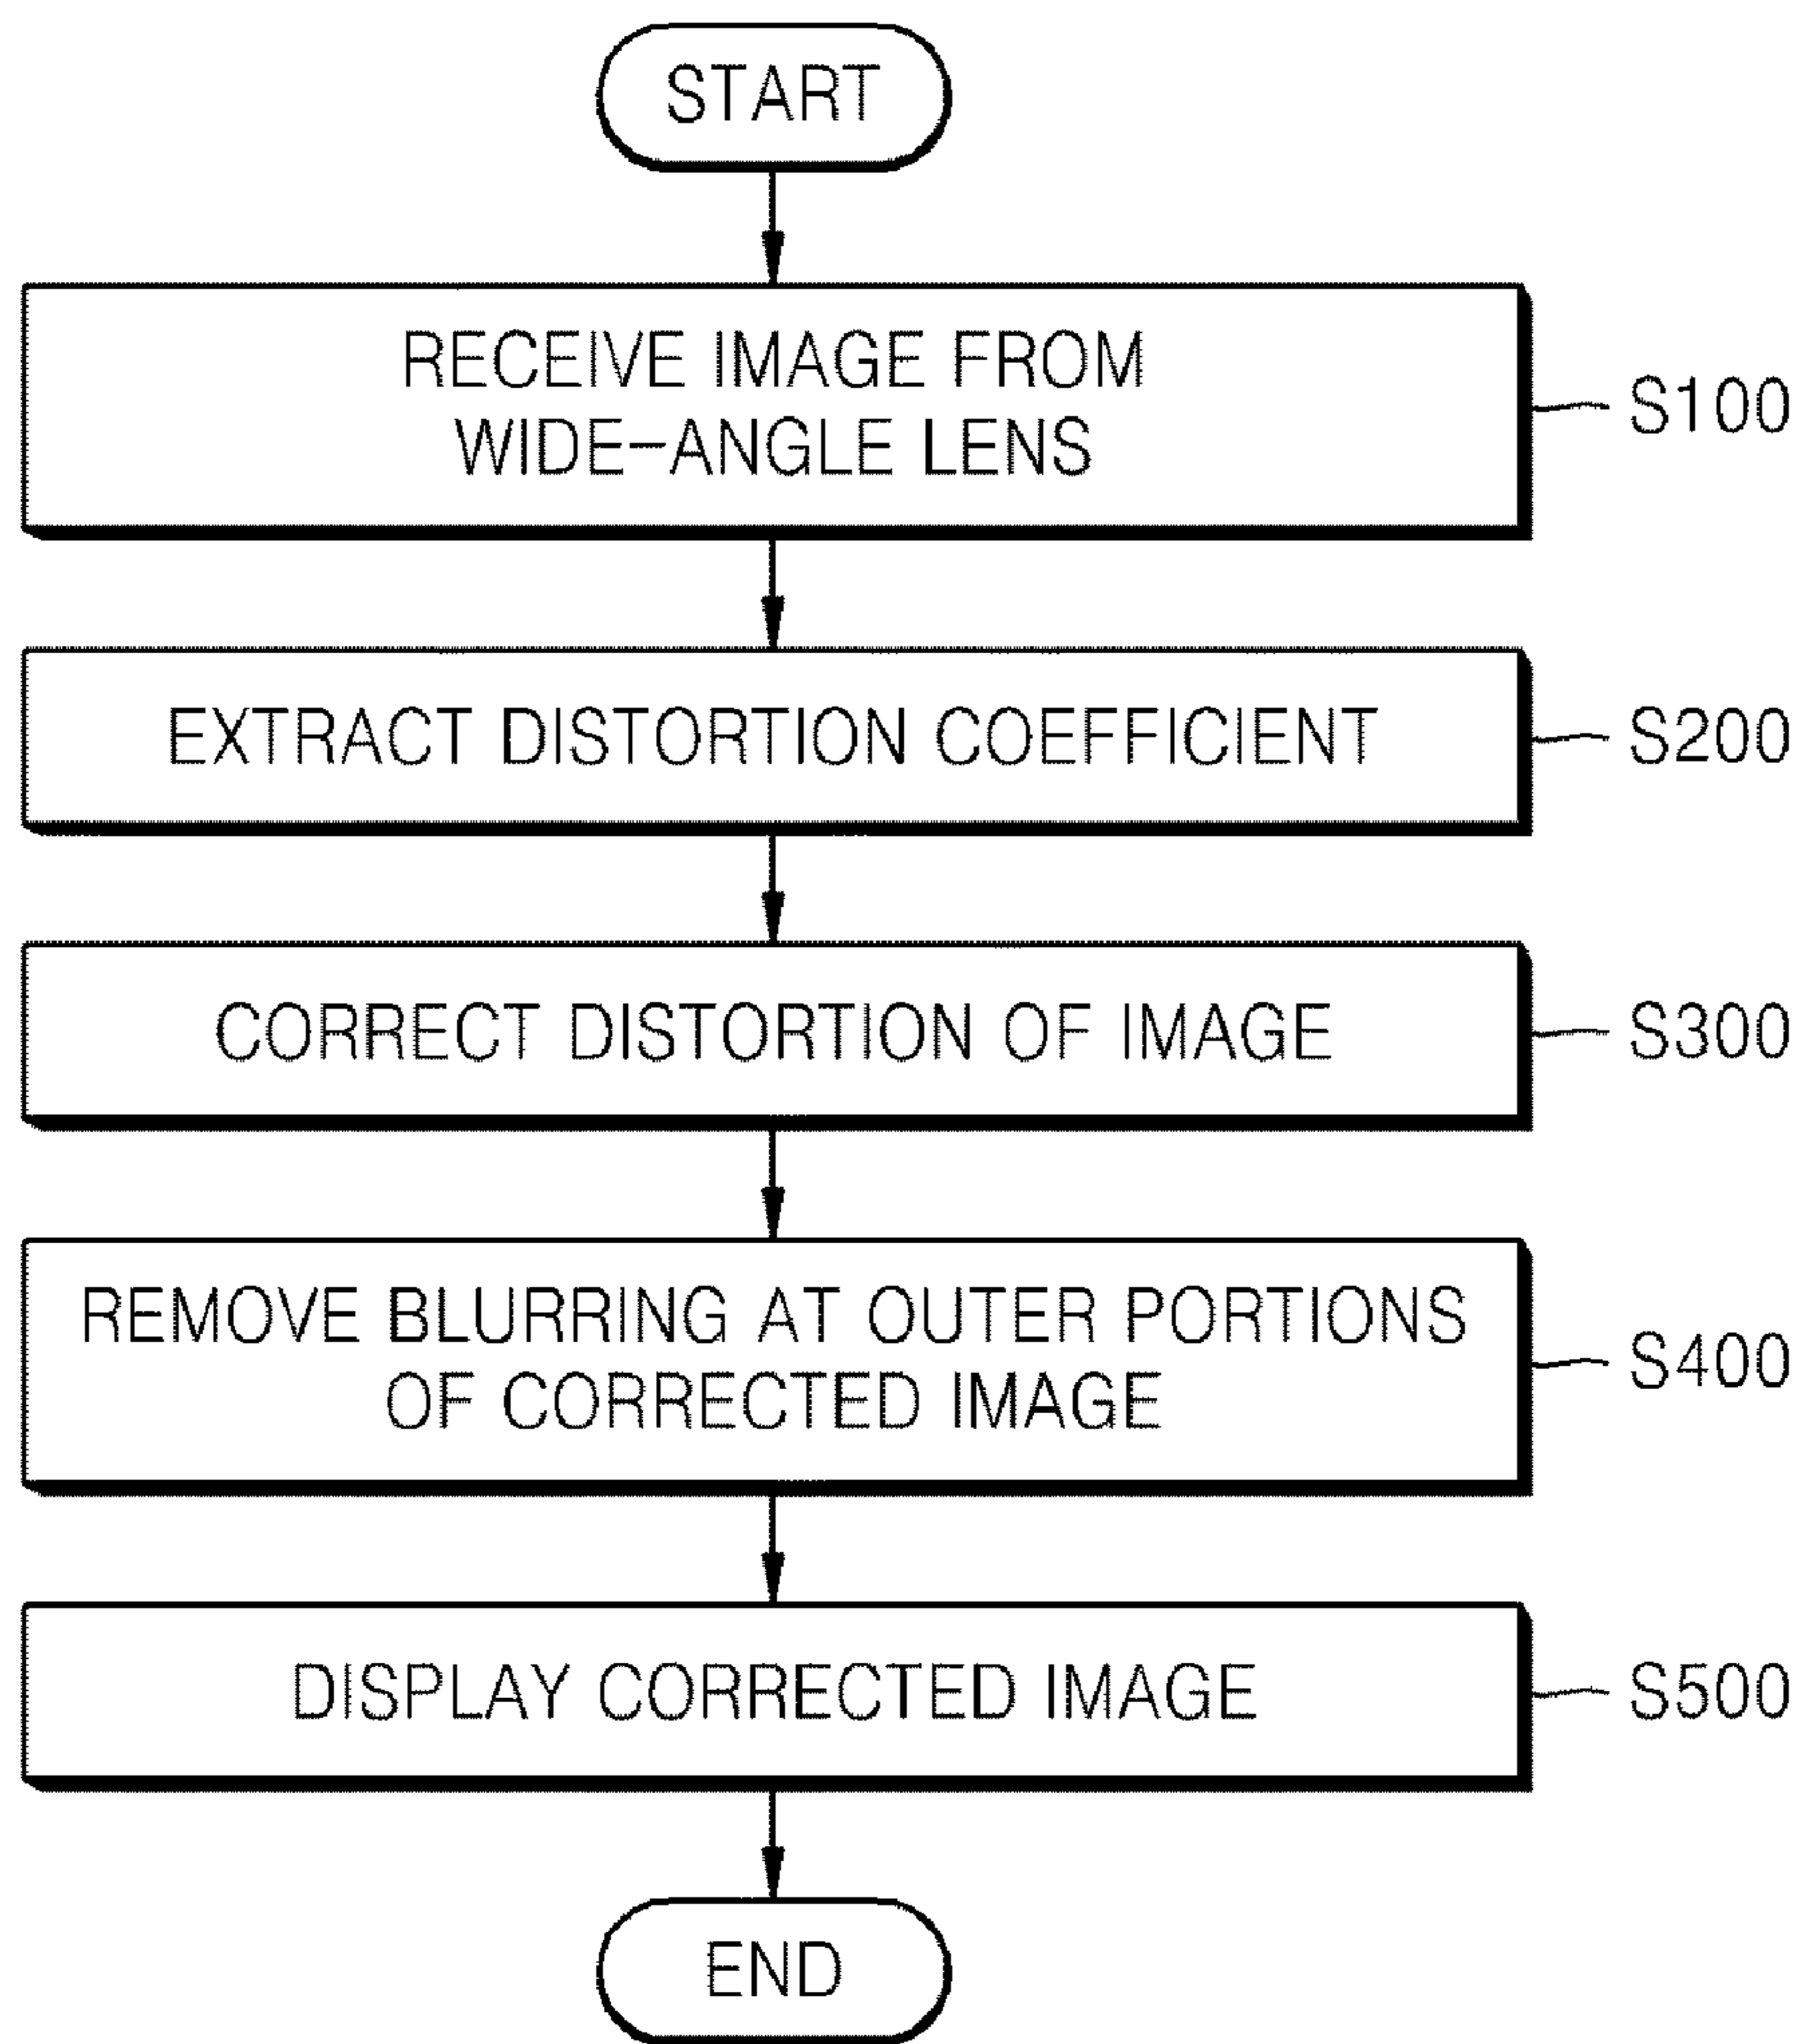 START
RECEIVE IMAGE FROM
WIDE-ANGLE LENS
S100
EXTRACT DISTORTION COEFFICIENT
S200
CORRECT DISTORTION OF IMAGE
S300
REMOVE BLURRING AT OUTER PORTIONS
OF CORRECTED IMAGE
S400
DISPLAY CORRECTED IMAGE
S500
END